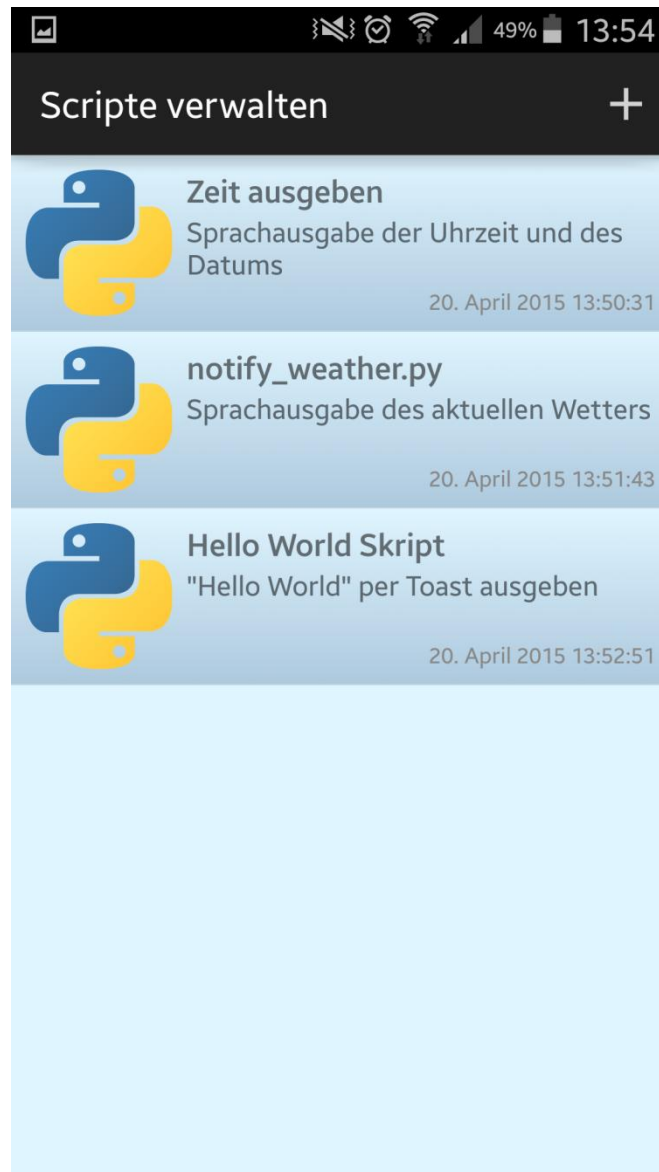 49% 13:54
Scripte verwalten
Zeit ausgeben
Sprachausgabe der Uhrzeit und des
Datums
20. April 2015 13:50:31
notify_weather.py
Sprachausgabe des aktuellen Wetters
20. April 2015 13:51:43
Hello World Skript
"Hello World" per Toast ausgeben
20. April 2015 13:52:51